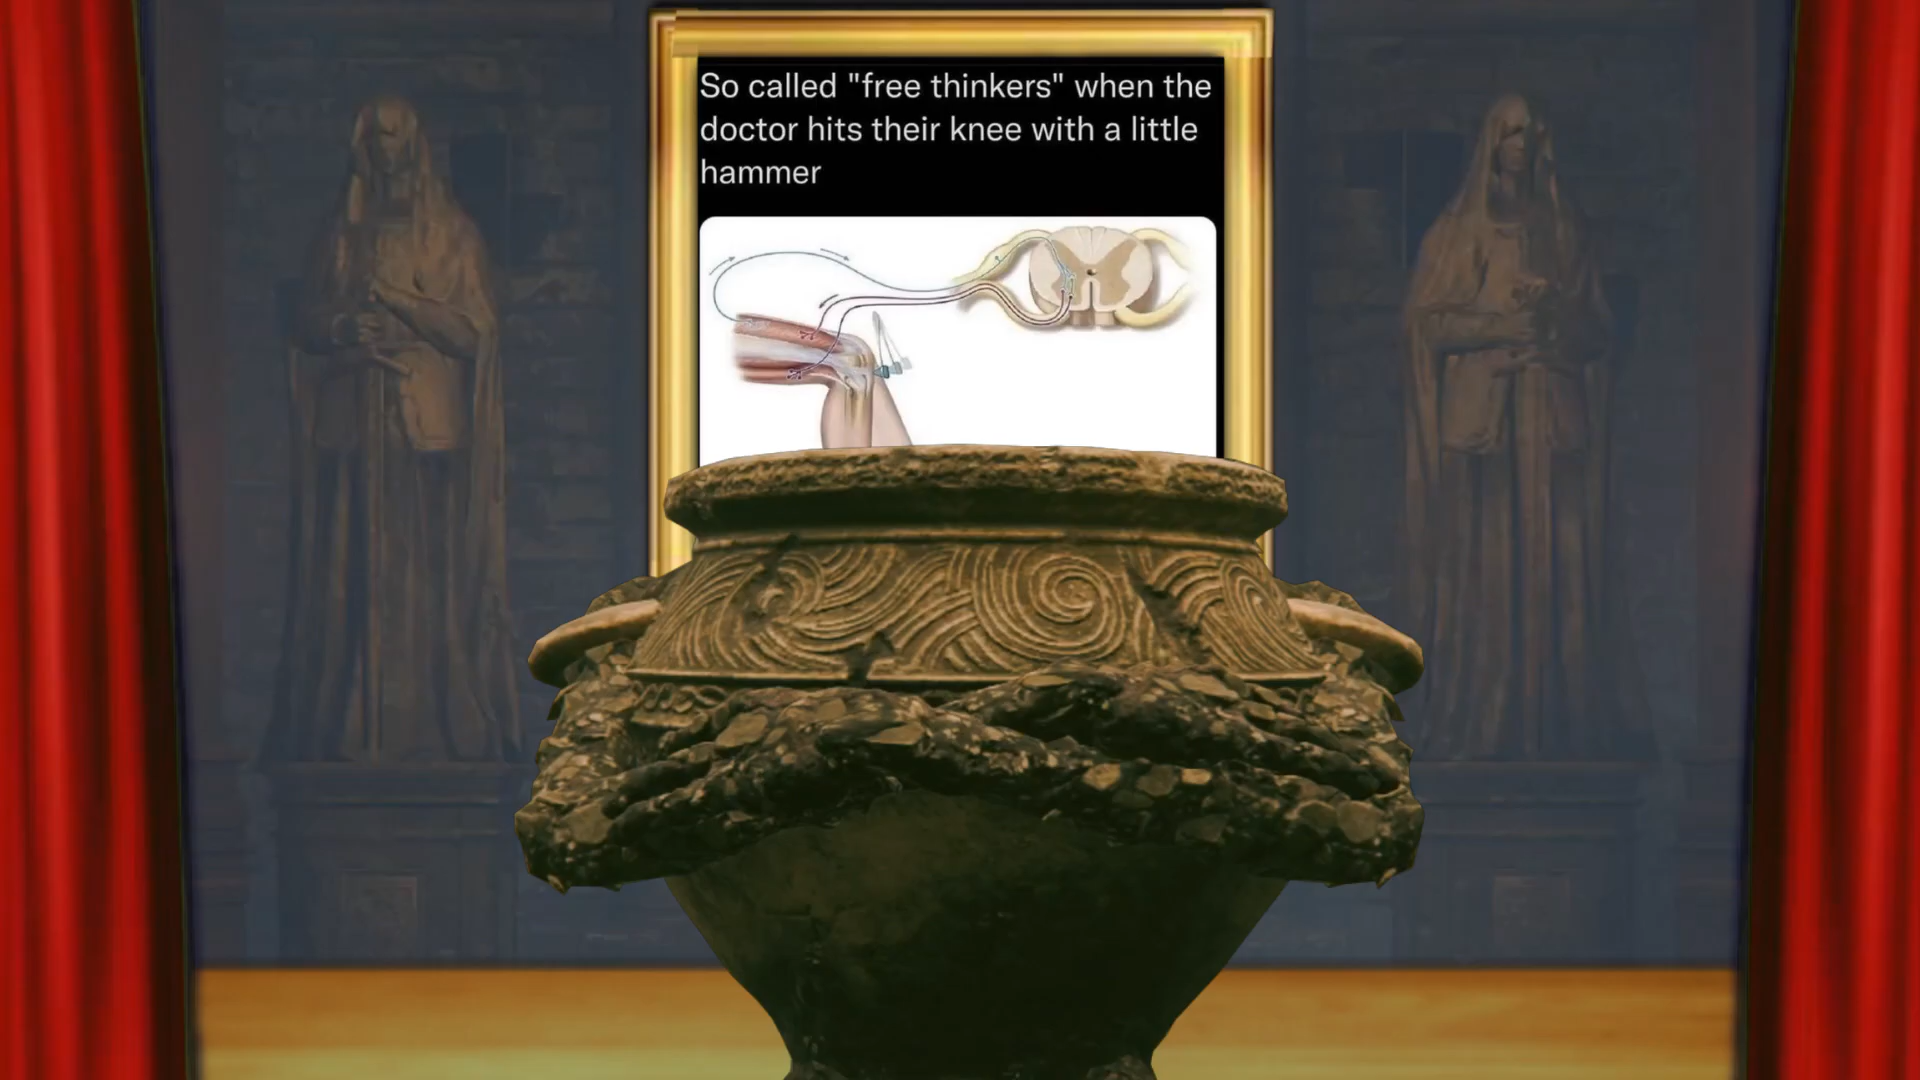 So called "free thinkers" when the
doctor hits their knee with a little
hammer